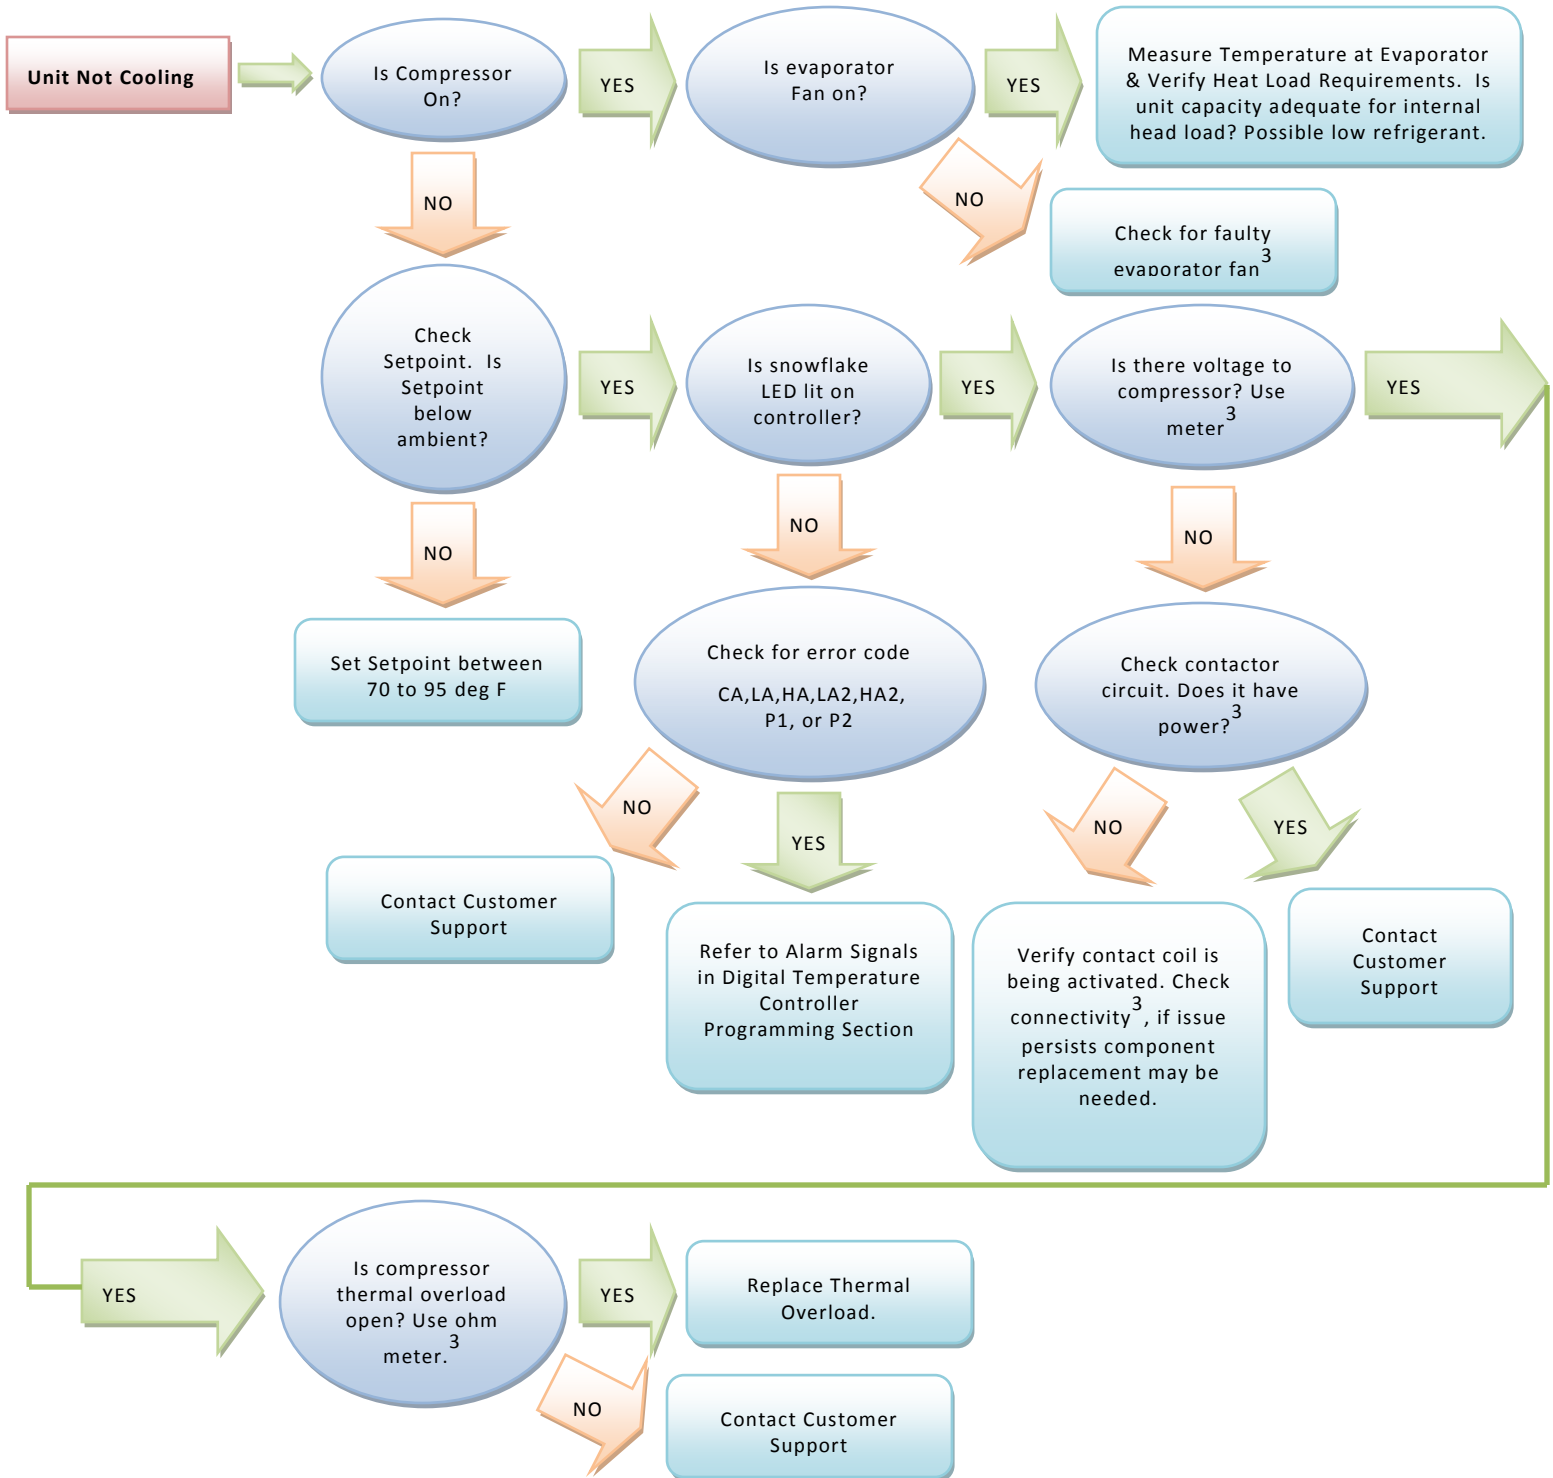 Unit Not Cooling
Is Compressor
On?
YES
Is evaporator
Fan on?
YES
Measure Temperature at Evaporator
& Verify Heat Load Requirements. Is
unit capacity adequate for internal
head load? Possible low refrigerant.
NO
NO
Check for faulty
evaporator fan3
Check
Setpoint. Is
Setpoint
below
ambient?
YES
Is snowflake
LED lit on
controller?
YES
Is there voltage to
compressor? Use
meter3
YES
NO
NO
NO
Set Setpoint between
70 to 95 deg F
Check for error code
CA,LA,HA,LA2,HA2,
P1, or P2
Check contactor
circuit. Does it have
power?3
NO
YES
NO
YES
Contact Customer
Support
Refer to Alarm Signals
in Digital Temperature
Controller
Programming Section
Verify contact coil is
being activated. Check
connectivity3, if issue
persists component
replacement may be
needed.
Contact
Customer
Support
YES
Is compressor
thermal overload
open? Use ohm
meter.3
YES
Replace Thermal
Overload.
NO
Contact Customer
Support